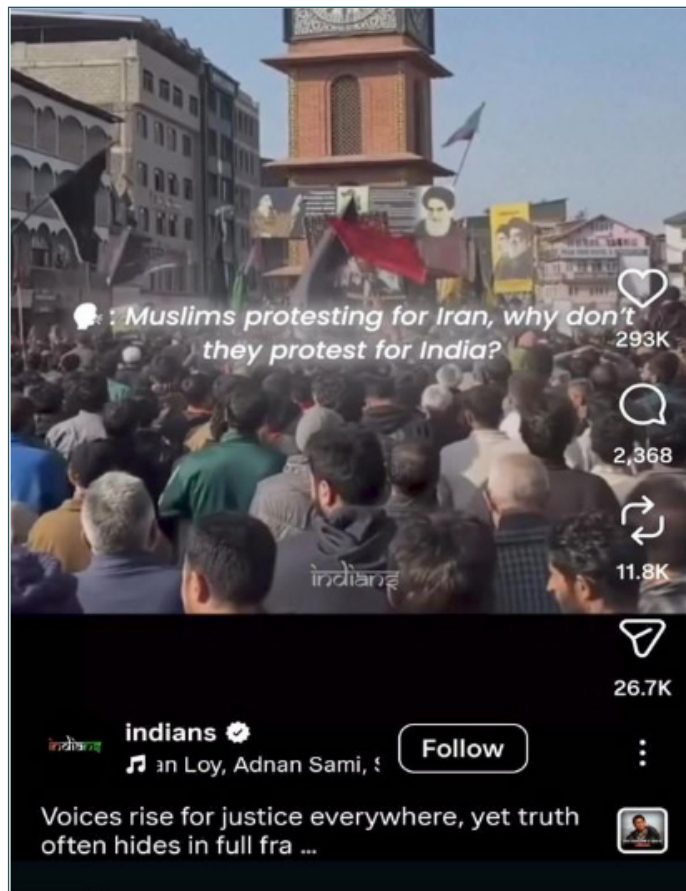 : Muslims protesting for Iran, why don't
they protest for India?
293K
2,368
11.8K
26.7K
indians
indians
indians
an Loy, Adnan Sami, S
Follow
Voices rise for justice everywhere, yet truth
often hides in full fra ...